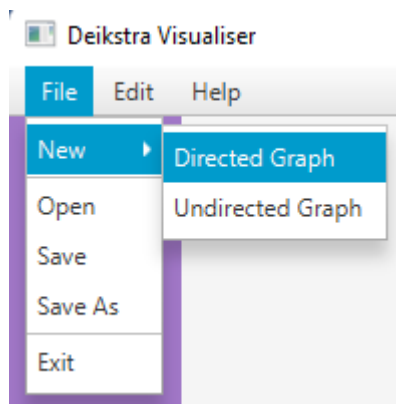 Deikstra Visualiser
File Edit Help
New Directed Graph
Open Undirected Graph
Save
Save As
Exit